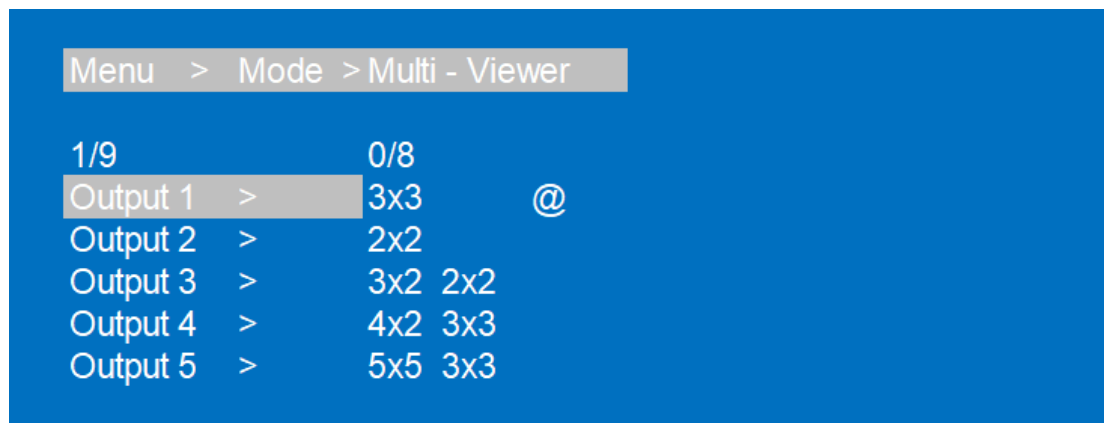 Menu > Mode > Multi - Viewer
1/9 0/8
Output 1 > 3x3 @
Output 2 > 2x2
Output 3 > 3x2 2x2
Output 4 > 4x2 3x3
Output 5 > 5x5 3x3